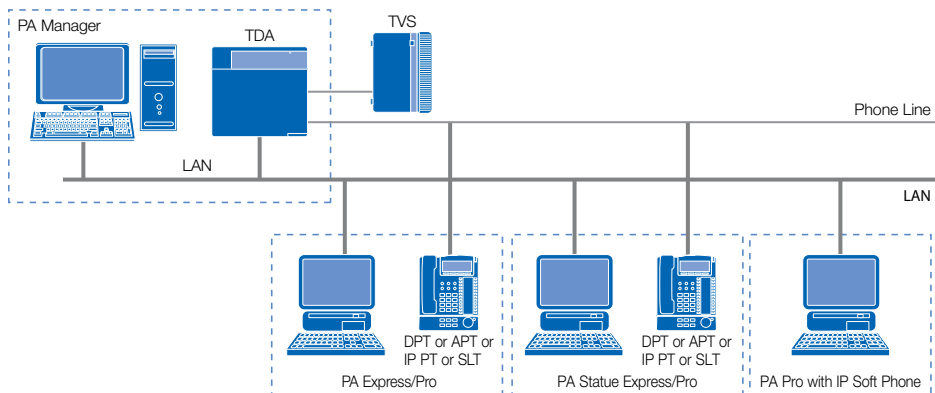 PA Manager
TDA
TVS
Phone Line
LAN
LAN
DPT or APT or
IP PT or SLT
PA Express/Pro
DPT or APT or
IP PT or SLT
PA Statue Express/Pro
PA Pro with IP Soft Phone